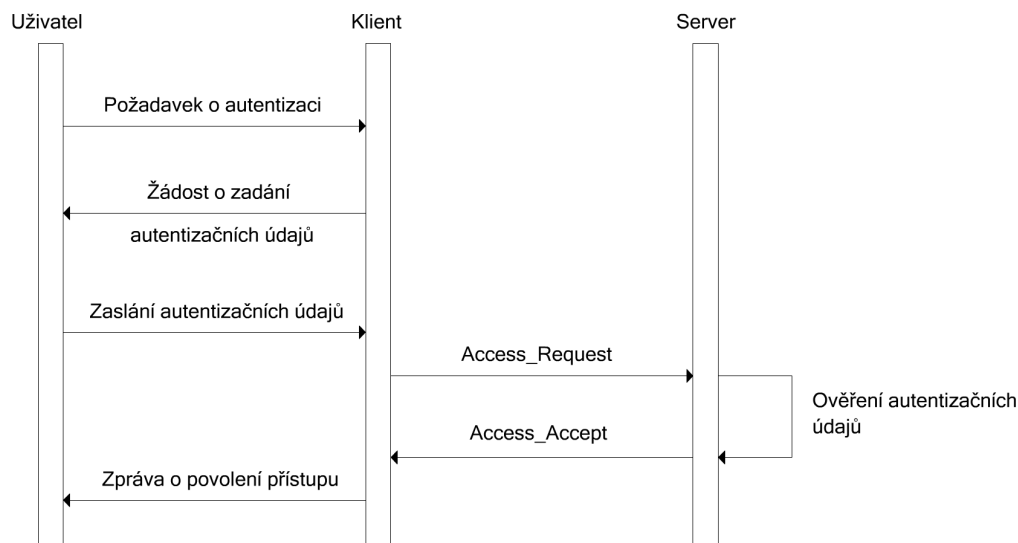 Uživatel
Klient
Server
Požadavek o autentizaci
Žádost o zadání
autentizačních údajů
Zaslání autentizačních údajů
Access_Request
Ověření autentizačních
údajů
Access_Accept
Zpráva o povolení přístupu